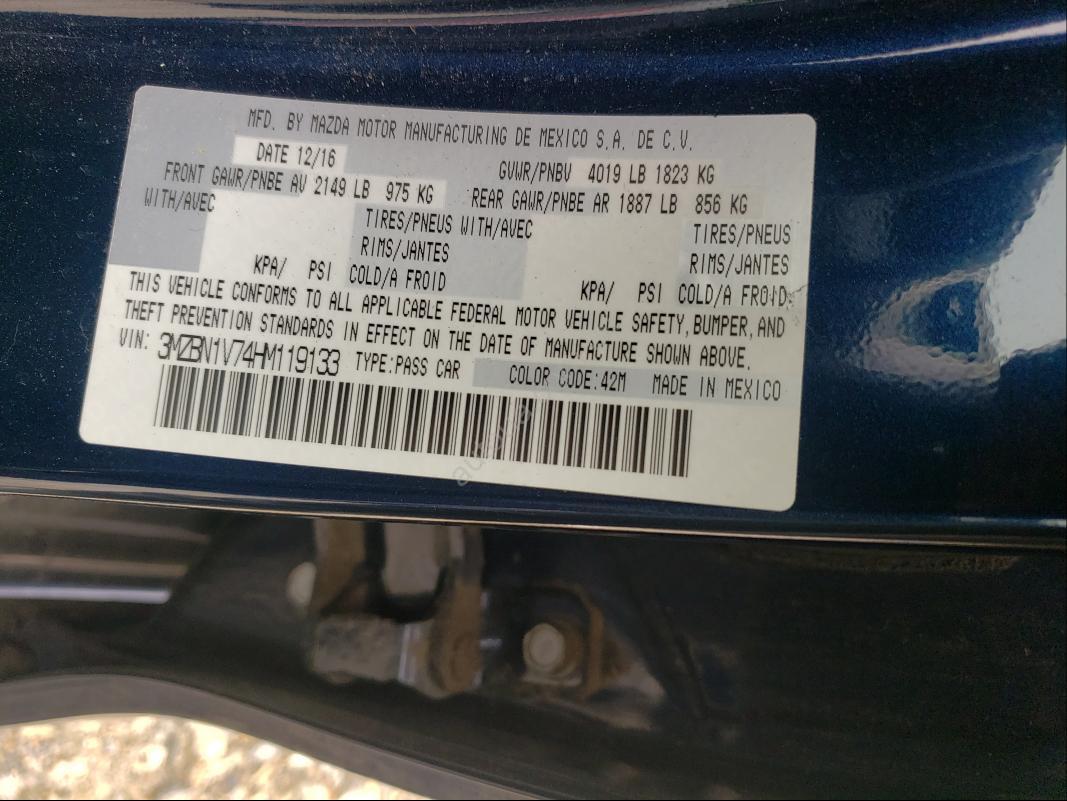 MFD. BY MAZDA MOTOR MANUFACTURING DE MEXICO S.A. DE C.V.
DATE 12/16 GVWR/PNBV 4019 LB 1823 KG
FRONT GAWR/PNBE AV 2149 LB 975 KG REAR GAWR/PNBE AR 1887 LB 856 KG
WITH/AVEC TIRES/PNEUS WITH/AVEC TIRES/PNEUS
RIMS/JANTES RIMS/JANTES
KPA/ PSI COLD/A FROID KPA/ PSI COLD/A FROID
THIS VEHICLE CONFORMS TO ALL APPLICABLE FEDERAL MOTOR VEHICLE SAFETY, BUMPER, AND
THEFT PREVENTION STANDARDS IN EFFECT ON THE DATE OF MANUFACTURE SHOWN ABOVE.
VIN: 3MZBN1V74HM119133 TYPE:PASS CAR COLOR CODE:42M MADE IN MEXICO